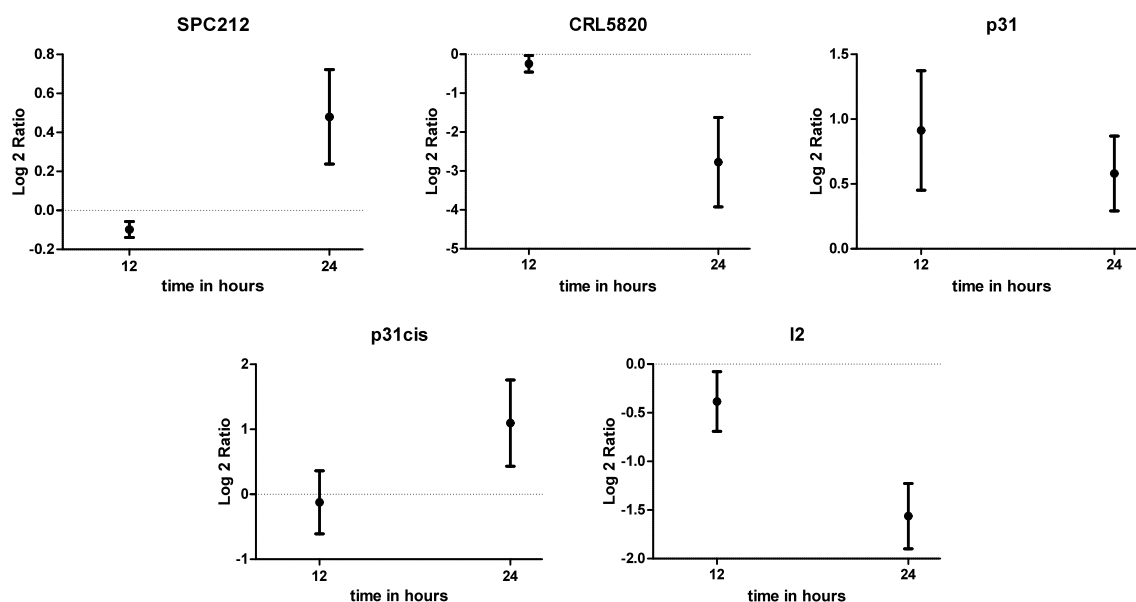 SPC212
0.8
0.6
0.4
0.2
0.0
-0.2
Log 2 Ratio
12
24
time in hours
CRL5820
0
-1
-2
-3
-4
-5
Log 2 Ratio
12
24
time in hours
p31
1.5
1.0
0.5
0.0
Log 2 Ratio
12
24
time in hours
p31cis
2
1
0
-1
Log 2 Ratio
12
24
time in hours
I2
0.0
-0.5
-1.0
-1.5
-2.0
Log 2 Ratio
12
24
time in hours